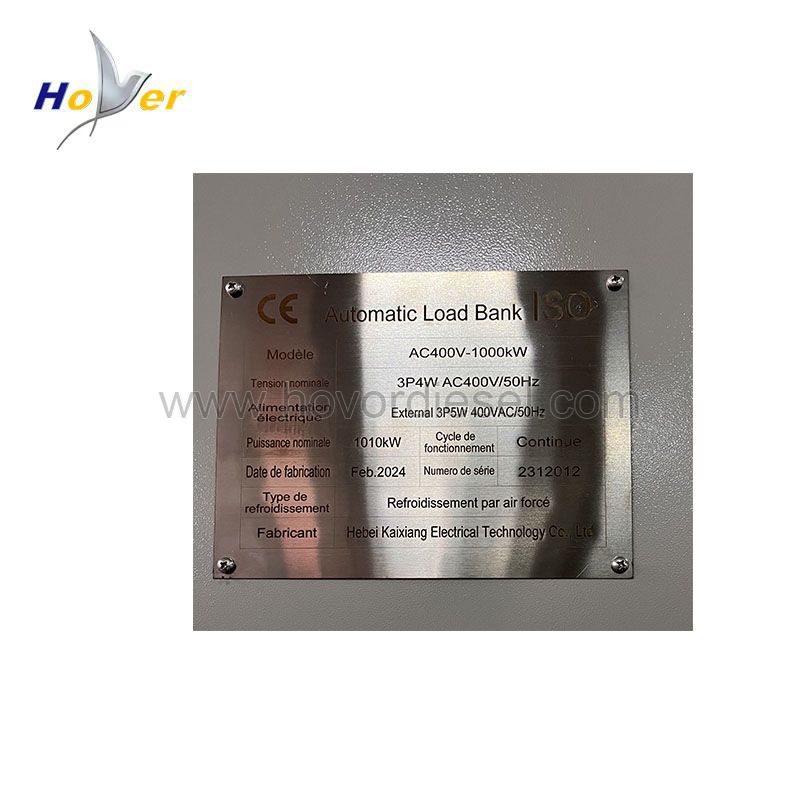 Hover
CE Automatic Load Bank ISO
Modèle AC400V-1000kW
Tension nominale 3P4W AC400V/50Hz
www.hovordiesel.com
Alimentation
électrique
External 3P5W 400VAC/50Hz
Puissance nominale 1010kW Cycle de
fonctionnement
Continue
Date de fabrication Feb.2024 Numero de série 2312012
Type de
refroidissement
Refroidissement par air forcé
Fabricant Hebei Kaixiang Electrical Technology Co., Ltd